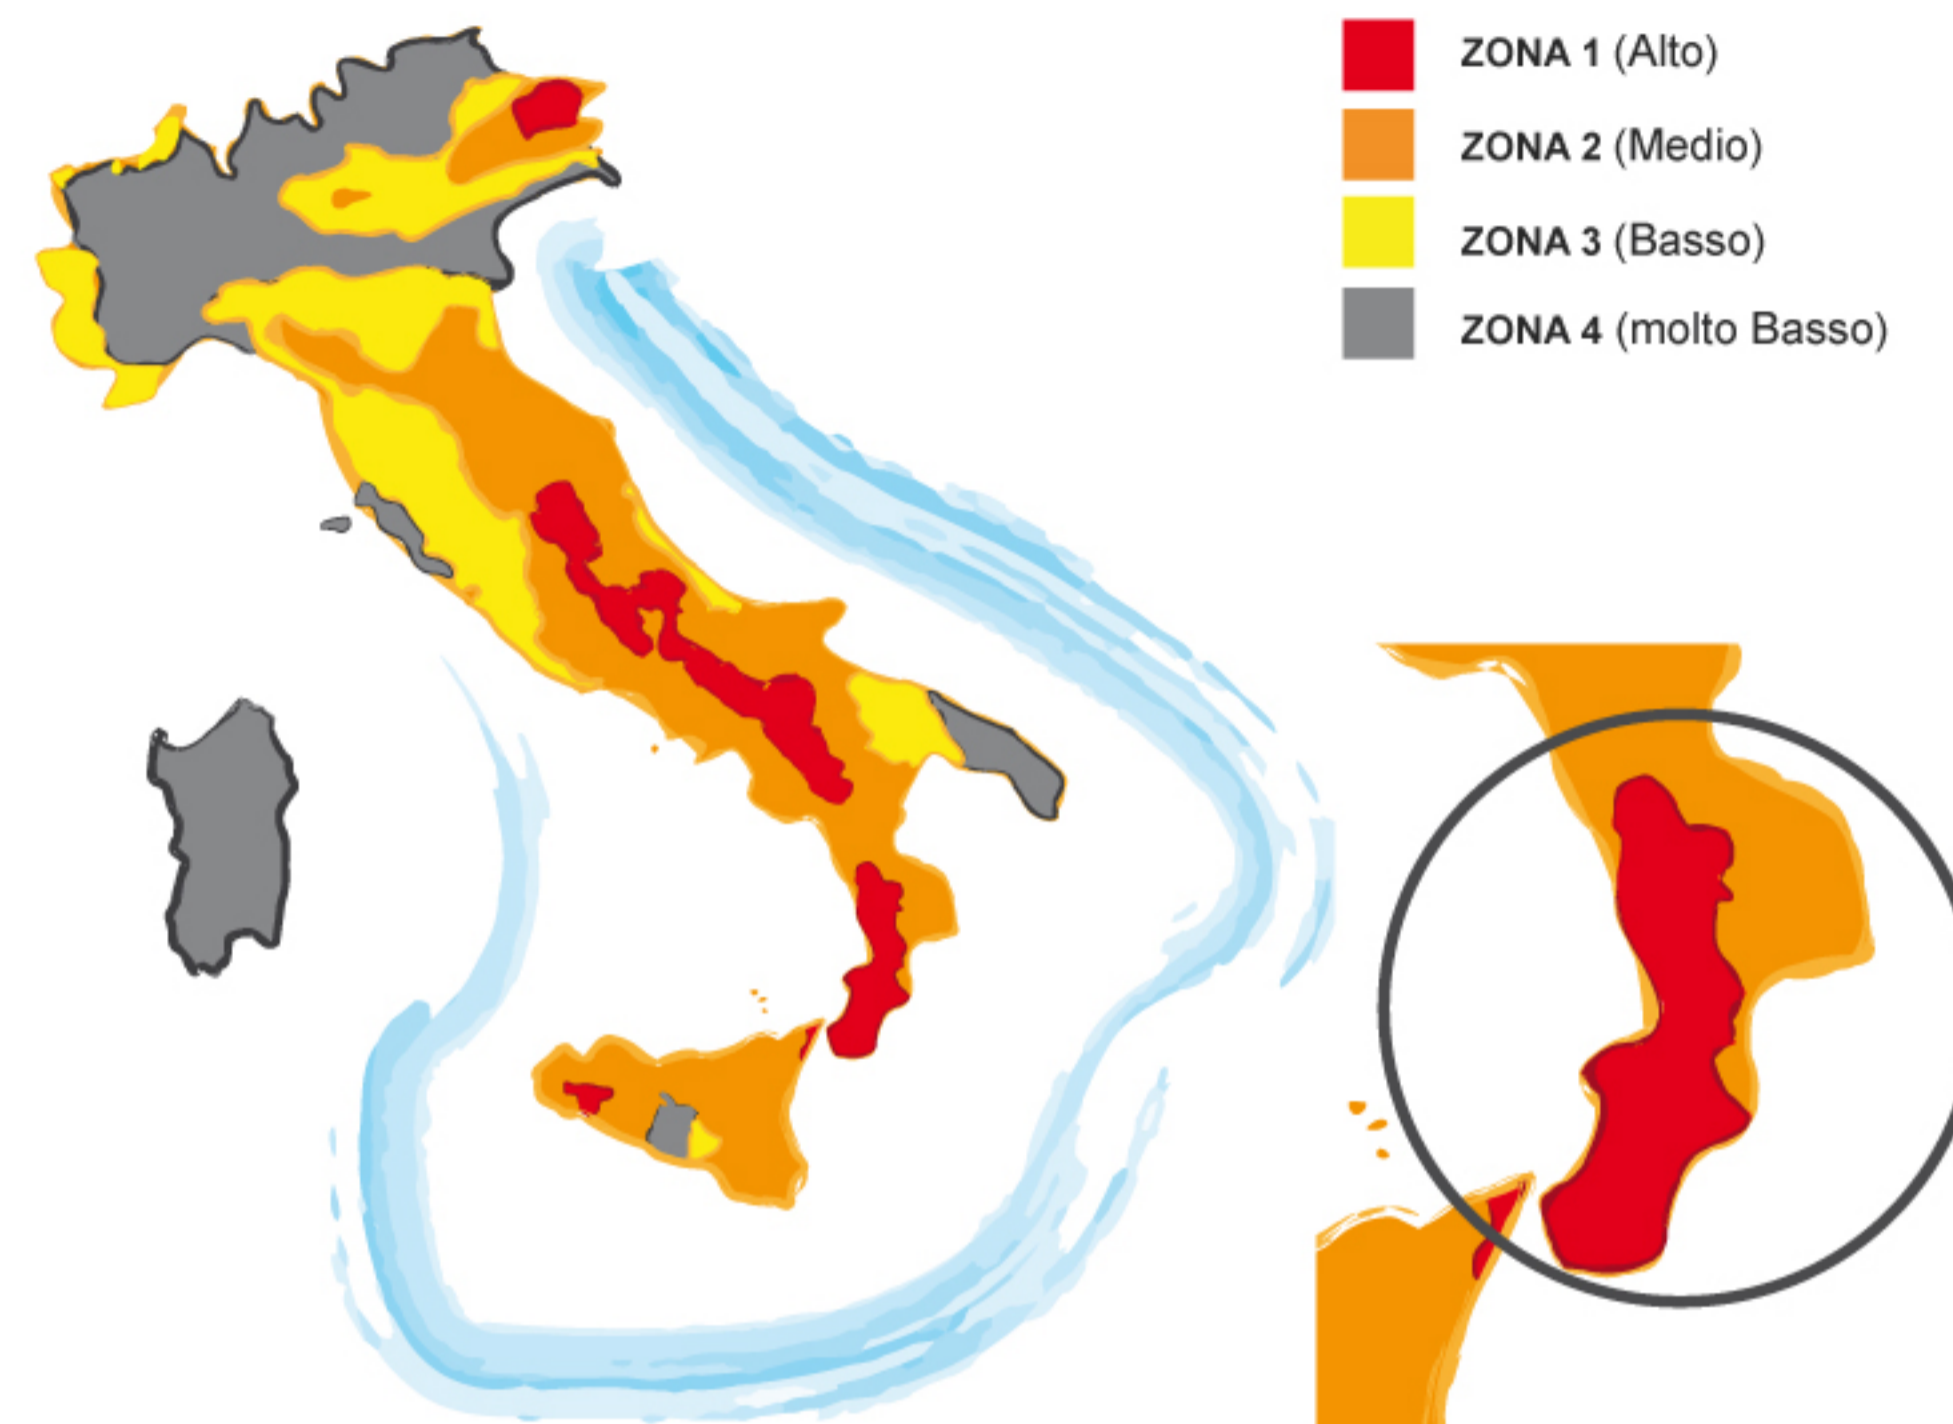 ZONA 1 (Alto)
ZONA 2 (Medio)
ZONA 3 (Basso)
ZONA 4 (molto Basso)